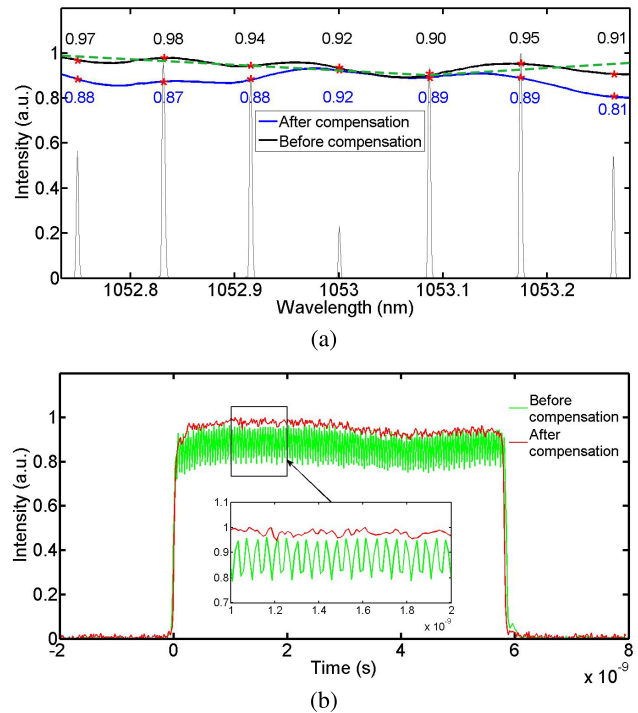 0.97 0.98 0.94 0.92 0.90 0.95 0.91
1
0.88 0.87 0.88 0.92 0.89 0.89 0.81
0.8
After compensation
Before compensation
0.6
0.4
0.2
0
Intensity (a.u.)
1052.8 1052.9 1053 1053.1 1053.2
Wavelength (nm)
(a)
Before
compensation
After
compensation
1
0.8
0.6
0.4
0.2
0
Intensity (a.u.)
1.1
1
0.9
0.8
0.7
1 1.2 1.4 1.6 1.8 2
x 10⁻⁹
-2 0 2 4 6 8
Time (s)
x 10⁻⁹
(b)